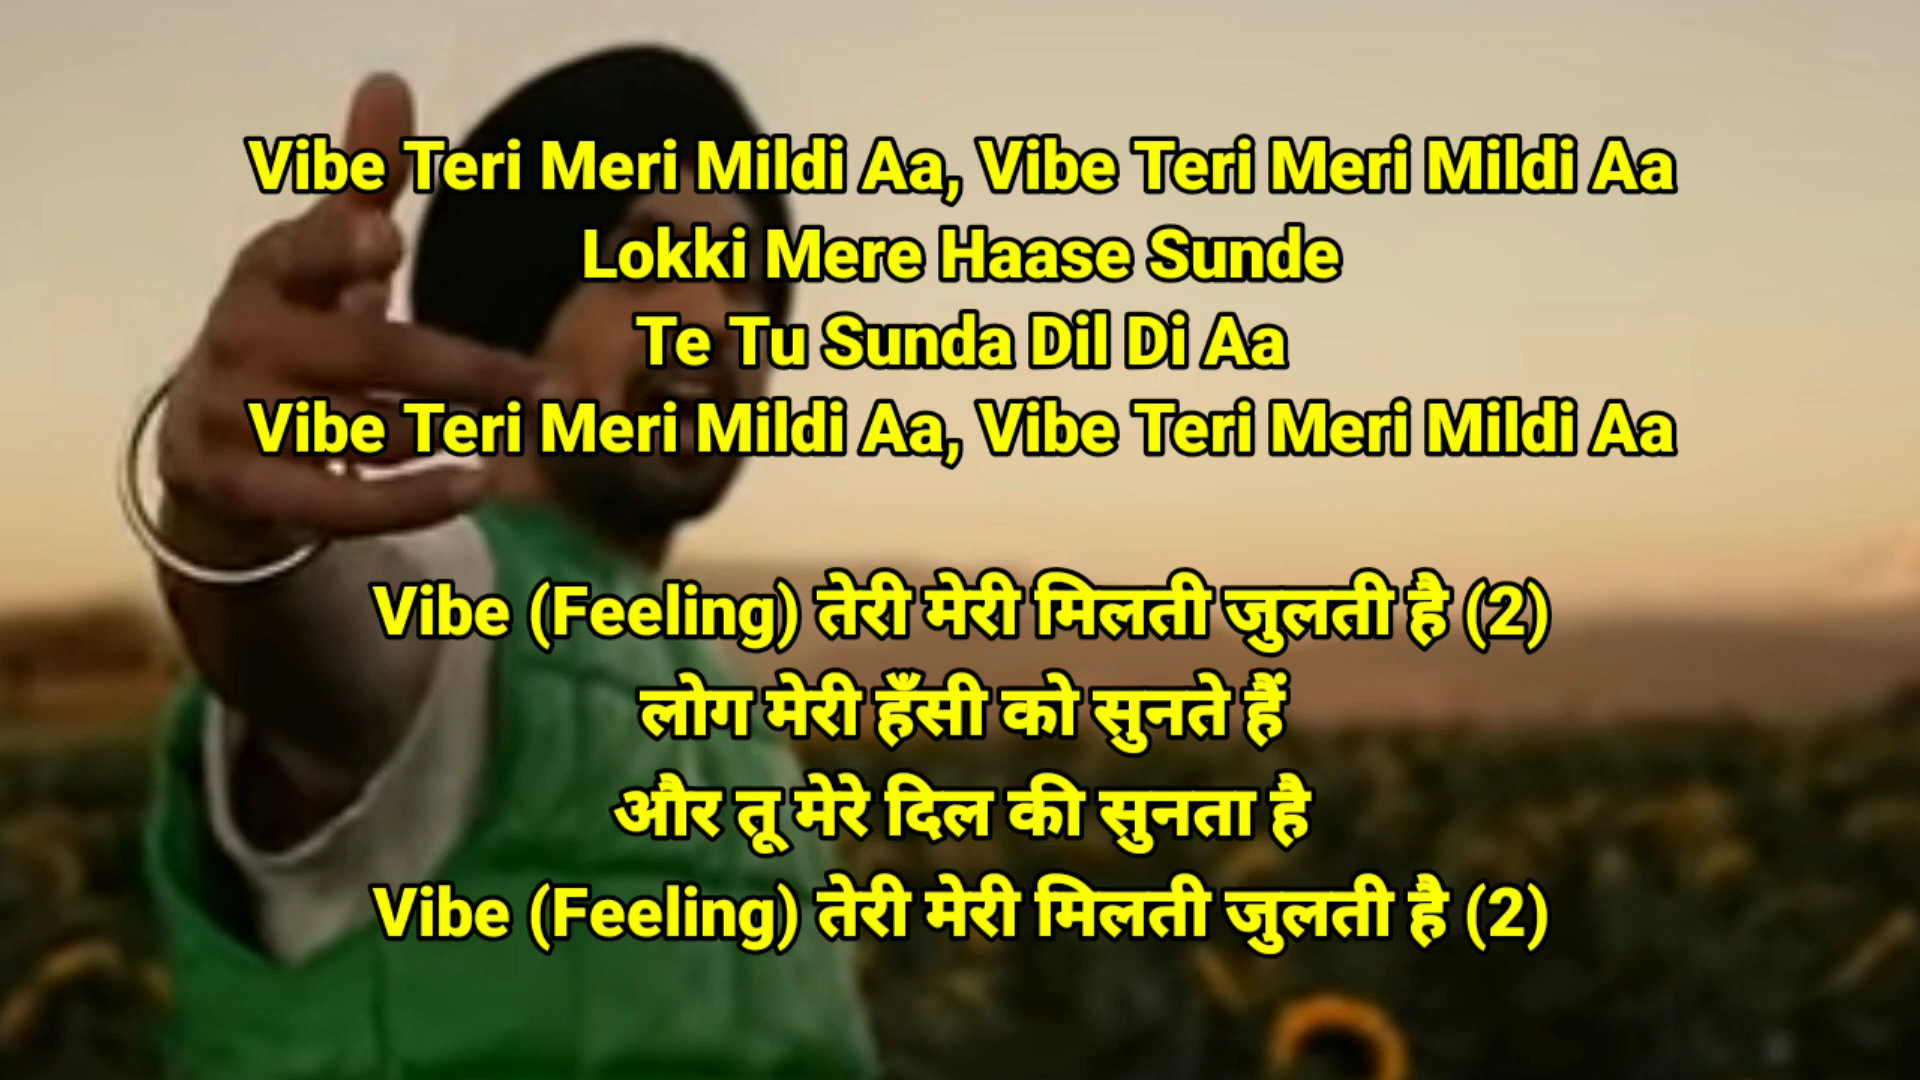 Vibe Teri Meri Mildi Aa, Vibe Teri Meri Mildi Aa
Lokki Mere Haase Sunde
Te Tu Sunda Dil Di Aa
Vibe Teri Meri Mildi Aa, Vibe Teri Meri Mildi Aa
Vibe (Feeling) तेरी मेरी मिलती जुलती है (2)
लोग मेरी हँसी को सुनते हैं
और तू मेरे दिल की सुनता है
Vibe (Feeling) तेरी मेरी मिलती जुलती है (2)